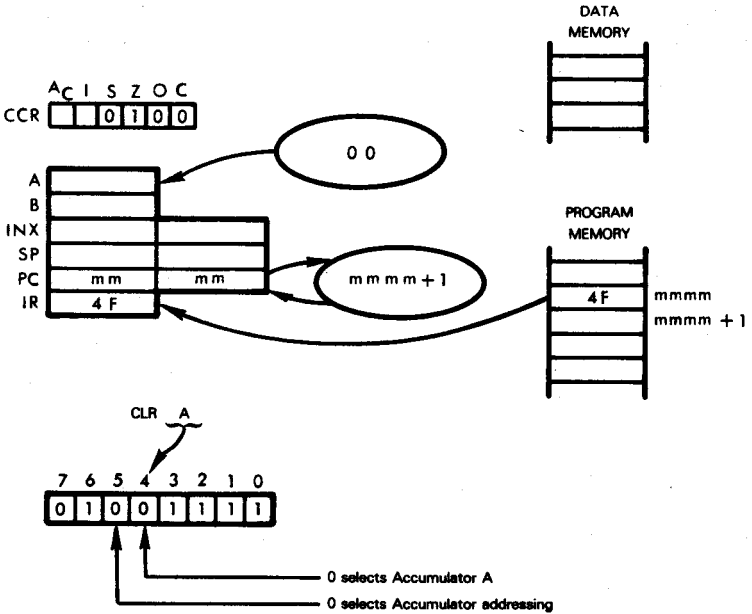 DATA
MEMORY
AC I S Z O C
CCR 0 1 0 0
0 0
A
B
INX
SP
PC mm mm
IR 4F
mmmm+1
PROGRAM
MEMORY
4F mmmm
mmmm + 1
CLR A
7 6 5 4 3 2 1 0
0 1 0 0 1 1 1 1
0 selects Accumulator A
0 selects Accumulator addressing